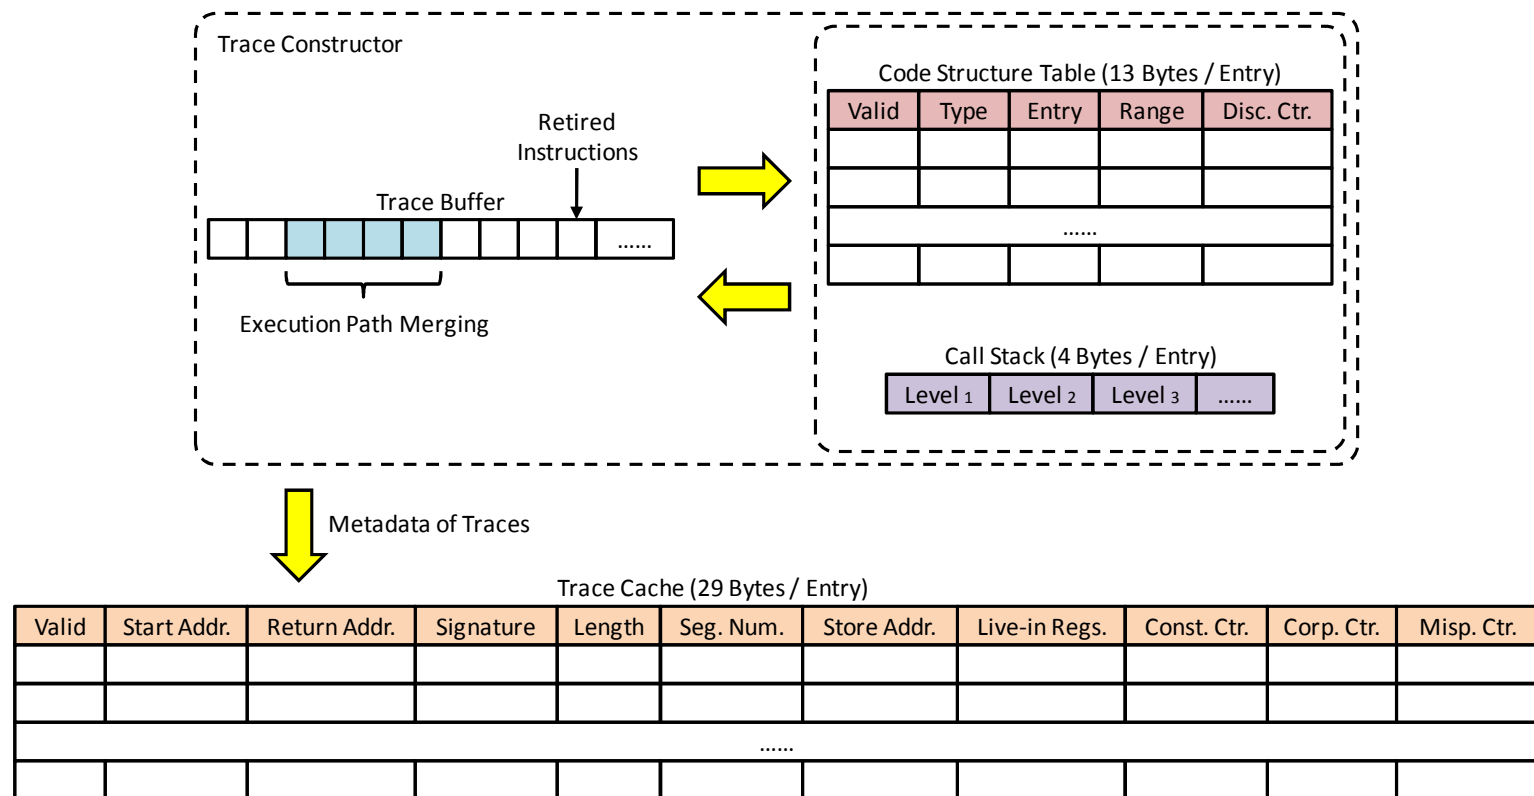 Trace Constructor
Code Structure Table (13 Bytes / Entry)
Valid Type Entry Range Disc. Ctr.
Retired
Instructions
Trace Buffer
......
......
Execution Path Merging
Call Stack (4 Bytes / Entry)
Level 1 Level 2 Level 3 ......
Metadata of Traces
Trace Cache (29 Bytes / Entry)
Valid Start Addr. Return Addr. Signature Length Seg. Num. Store Addr. Live-in Regs. Const. Ctr. Corp. Ctr. Misp. Ctr.
......